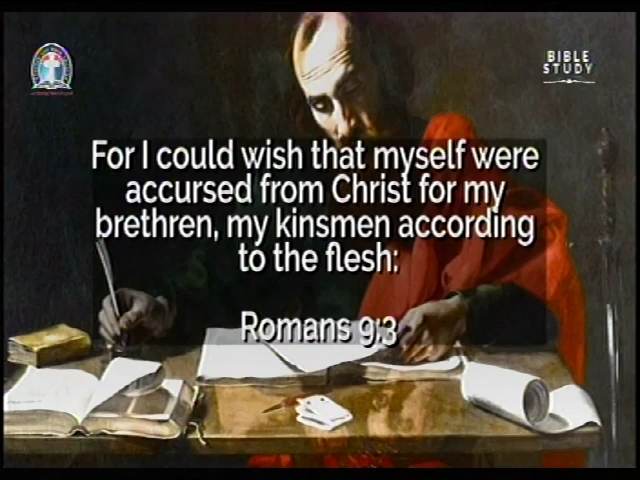 BIBLE
STUDY
For I could wish that myself were
accursed from Christ for my
brethren, my kinsmen according
to the flesh:
Romans 9:3